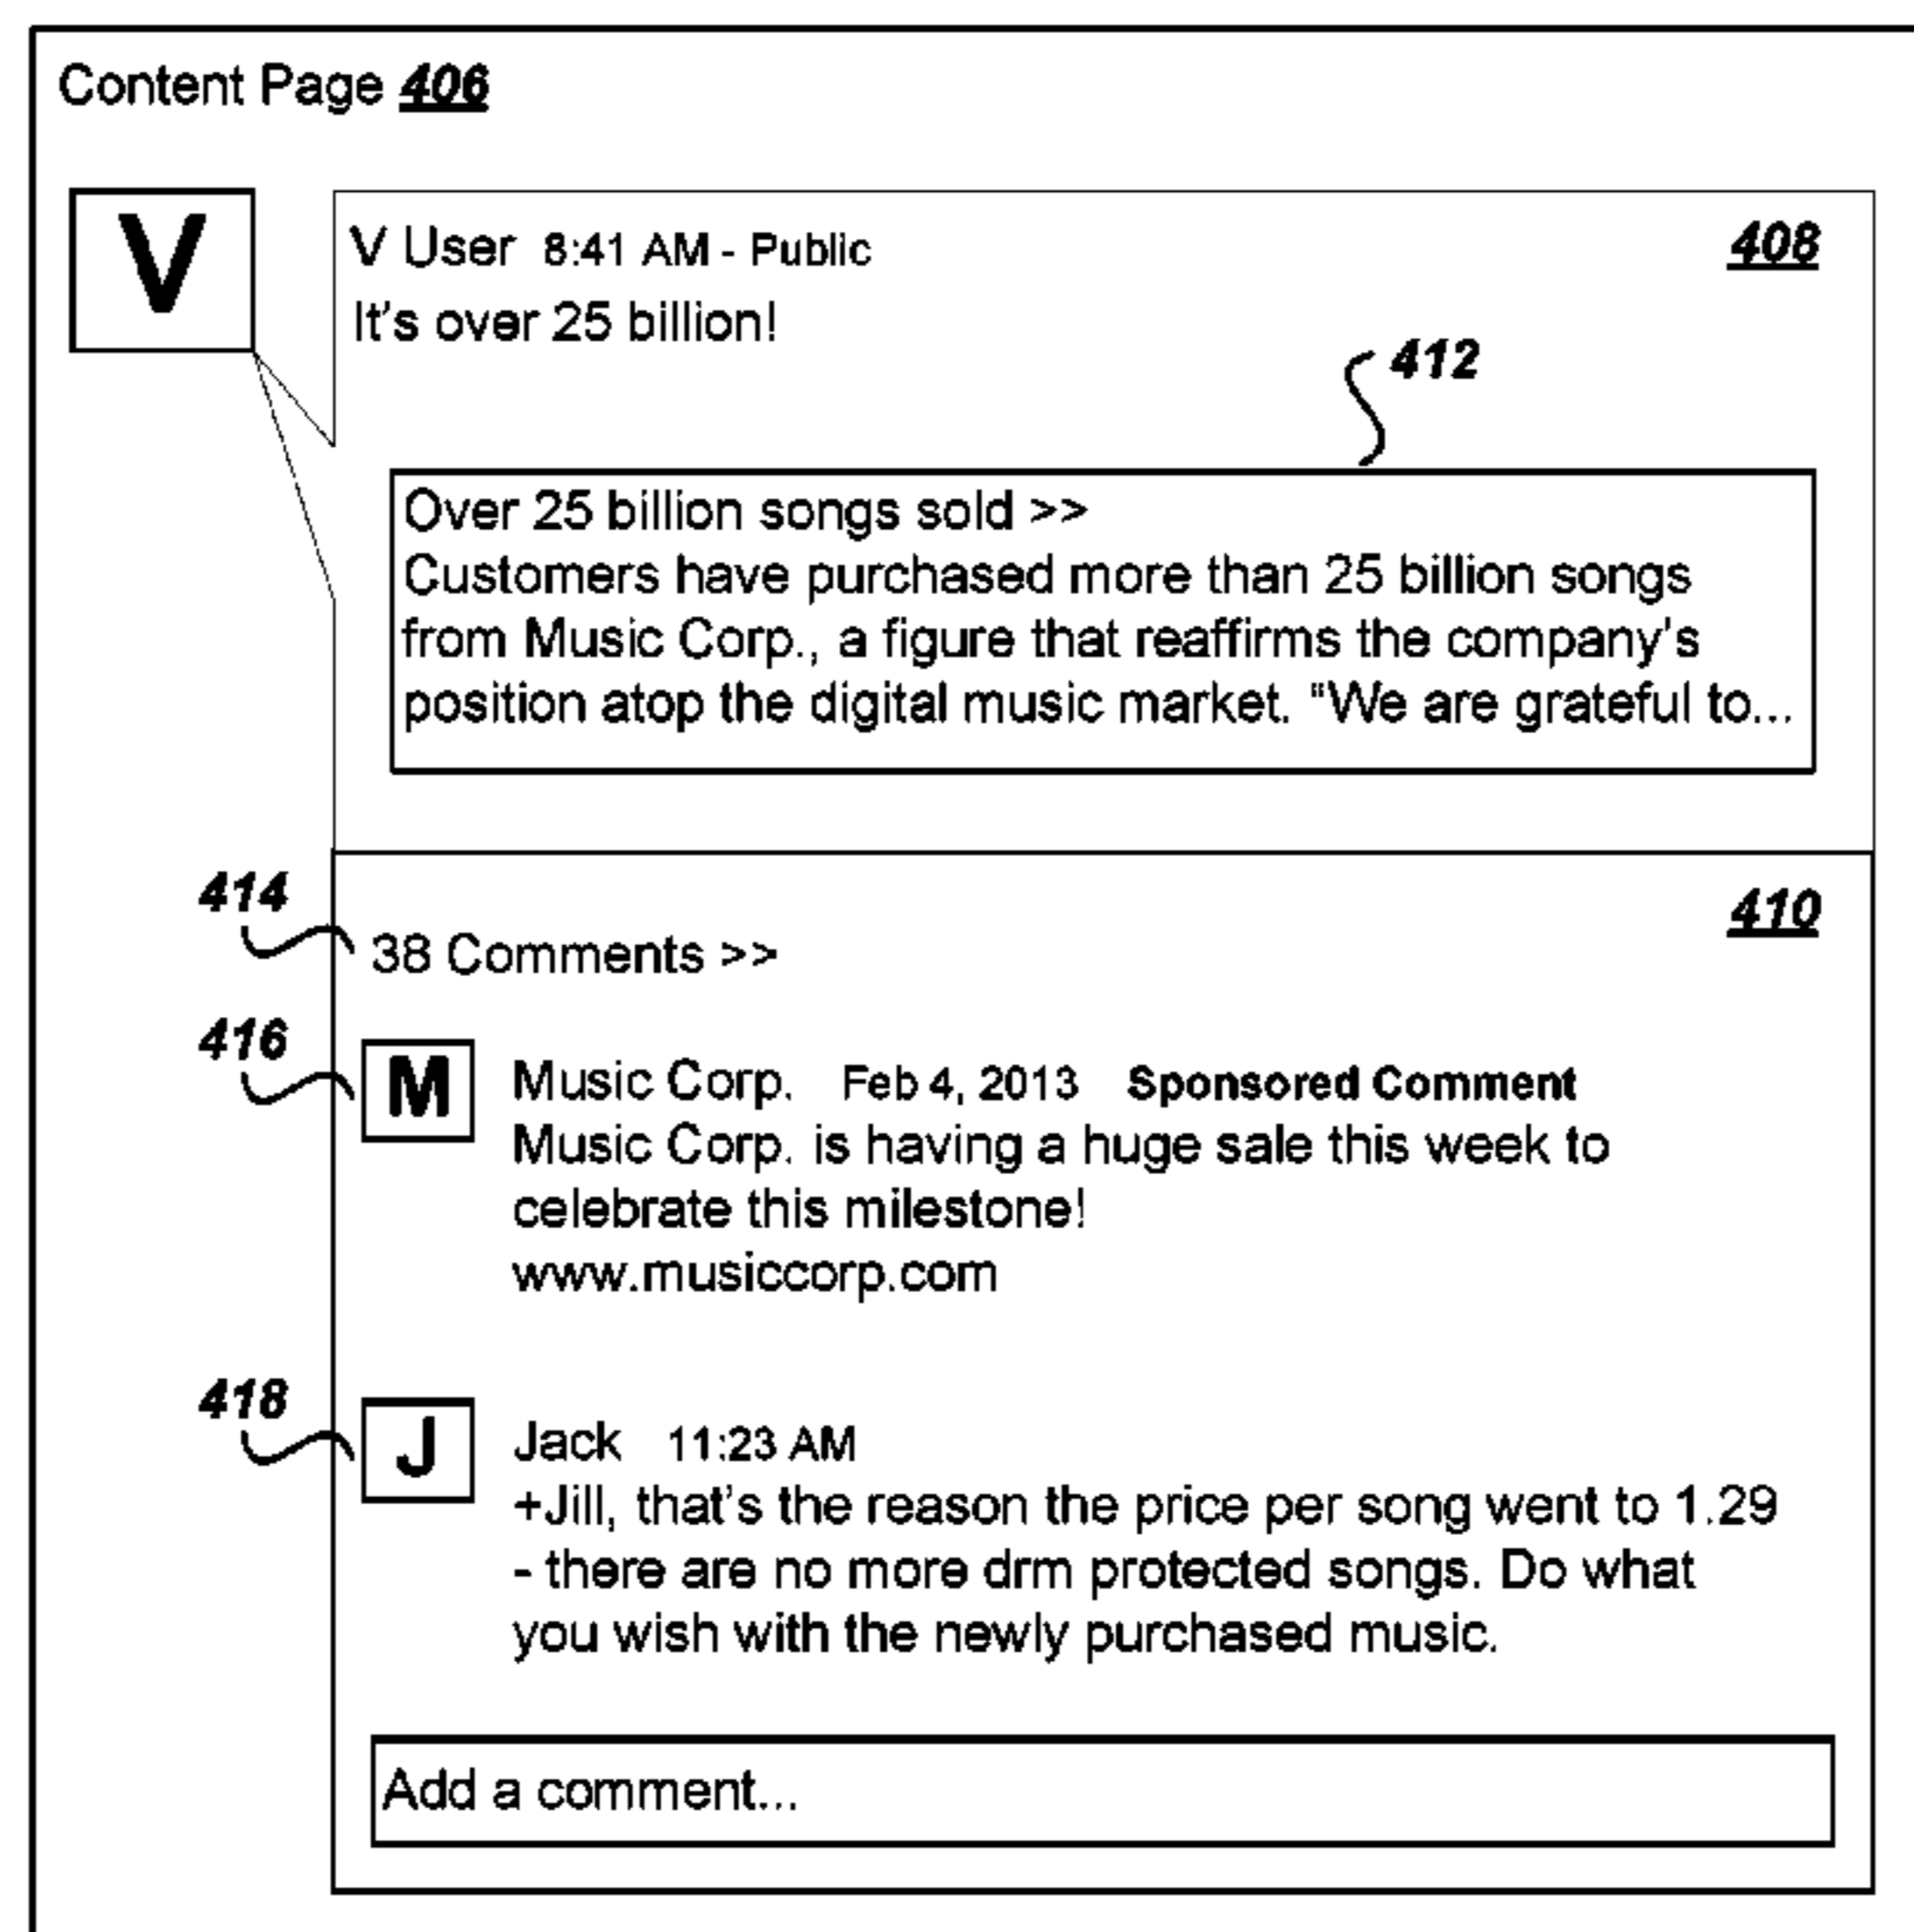 Content Page 406
V
V User 8:41 AM - Public
408
It's over 25 billion!
412
Over 25 billion songs sold >>
Customers have purchased more than 25 billion songs
from Music Corp., a figure that reaffirms the company's
position atop the digital music market. "We are grateful to...
414
410
38 Comments >>
416
M
Music Corp. Feb 4, 2013 Sponsored Comment
Music Corp. is having a huge sale this week to
celebrate this milestone!
www.musiccorp.com
418
J
Jack 11:23 AM
+Jill, that's the reason the price per song went to 1.29
- there are no more drm protected songs. Do what
you wish with the newly purchased music.
Add a comment...